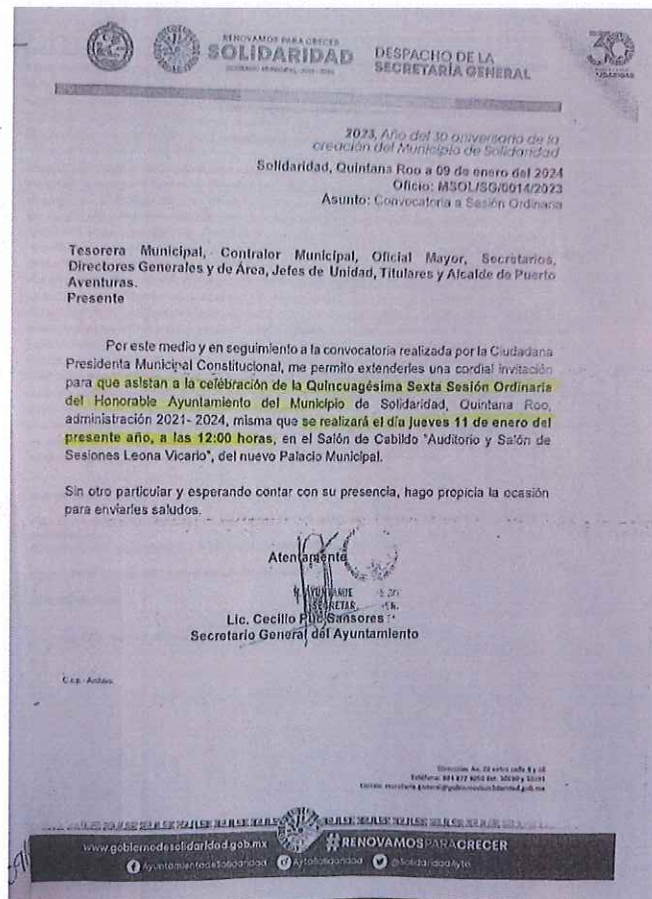 RENOVAMOS PARA CRECER
SOLIDARIDAD
DESPACHO DE LA
SECRETARÍA GENERAL
30
2023, Año del 30 aniversario de la
creación del Municipio de Solidaridad
Solidaridad, Quintana Roo a 09 de enero del 2024
Oficio: MSOL/SG/0014/2023
Asunto: Convocatoria a Sesión Ordinaria
Tesorera Municipal, Contralor Municipal, Oficial Mayor, Secretarios,
Directores Generales y de Área, Jefes de Unidad, Titulares y Alcalde de Puerto
Aventuras.
Presente
Por este medio y en seguimiento a la convocatoria realizada por la Ciudadana
Presidenta Municipal Constitucional, me permito extenderles una cordial invitación
para que asistan a la celebración de la Quincuagésima Sexta Sesión Ordinaria
del Honorable Ayuntamiento del Municipio de Solidaridad, Quintana Roo,
administración 2021- 2024, misma que se realizará el día jueves 11 de enero del
presente año, a las 12:00 horas, en el Salón de Cabildo "Auditorio y Salón de
Sesiones Leona Vicario", del nuevo Palacio Municipal.
Sin otro particular y esperando contar con su presencia, hago propicia la ocasión
para enviarles saludos.
Atentamente
Lic. Cecilio Puc Sansores
Secretario General del Ayuntamiento
C.c.p.- Archivo.
www.gobiernodesolidaridad.gob.mx
#RENOVAMOSPARACRECER
AyuntamientodeSolidaridad
AytoSolidaridad
@SolidaridadAyto